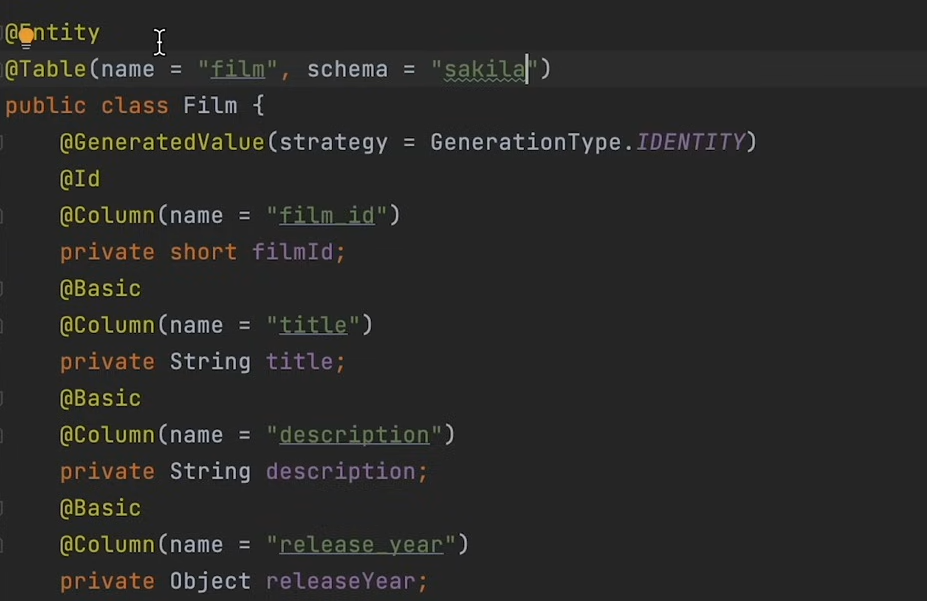 @Entity
@Table(name = "film", schema = "sakila")
public class Film {
@GeneratedValue(strategy = GenerationType.IDENTITY)
@Id
@Column(name = "film_id")
private short filmId;
@Basic
@Column(name = "title")
private String title;
@Basic
@Column(name = "description")
private String description;
@Basic
@Column(name = "release_year")
private Object releaseYear;